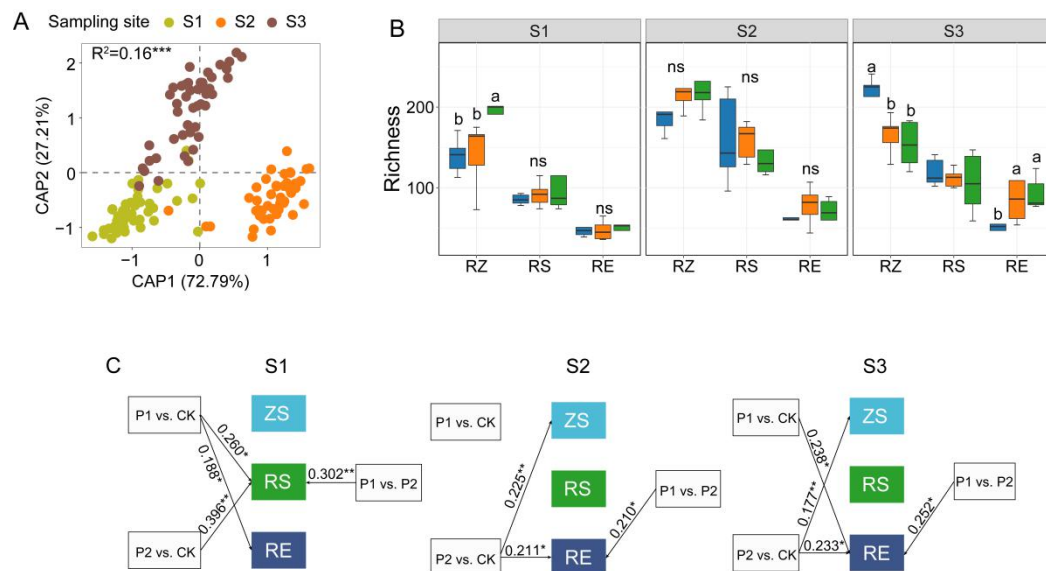 A
Sampling site S1 S2 S3
R²=0.16***
2
1
0
−1
CAP2 (27.21%)
−1 0 1
CAP1 (72.79%)
B
S1 S2 S3
Richness
200
100
b b a ns ns
ns ns ns
a b b b a a
RZ RS RE RZ RS RE RZ RS RE
C
S1
P1 vs. CK
P2 vs. CK
ZS
RS
RE
P1 vs. P2
0.260*
0.188*
0.396**
0.302**
S2
P1 vs. CK
P2 vs. CK
ZS
RS
RE
P1 vs. P2
0.225**
0.211*
0.210*
S3
P1 vs. CK
P2 vs. CK
ZS
RS
RE
P1 vs. P2
0.238*
0.177**
0.233*
0.252*